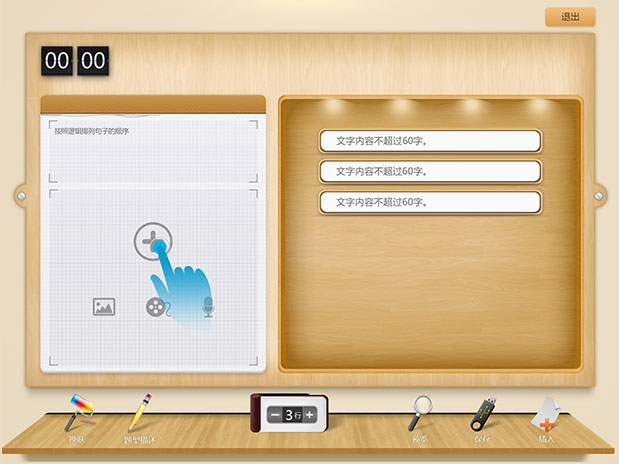 退出
00 00
按照逻辑排列句子的顺序
文字内容不超过60字。
文字内容不超过60字。
文字内容不超过60字。
换肤
题型描述
3行
预览
保存
插入